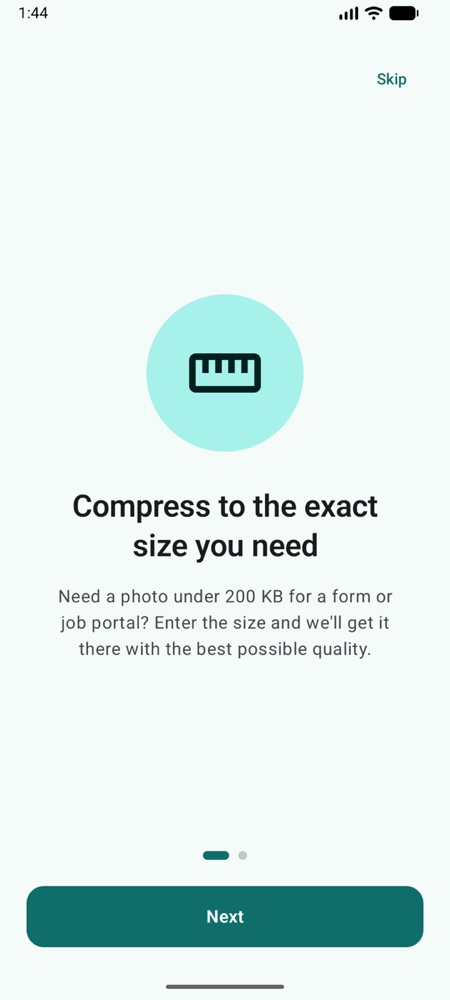 1:44
Skip
Compress to the exact
size you need
Need a photo under 200 KB for a form or
job portal? Enter the size and we'll get it
there with the best possible quality.
Next